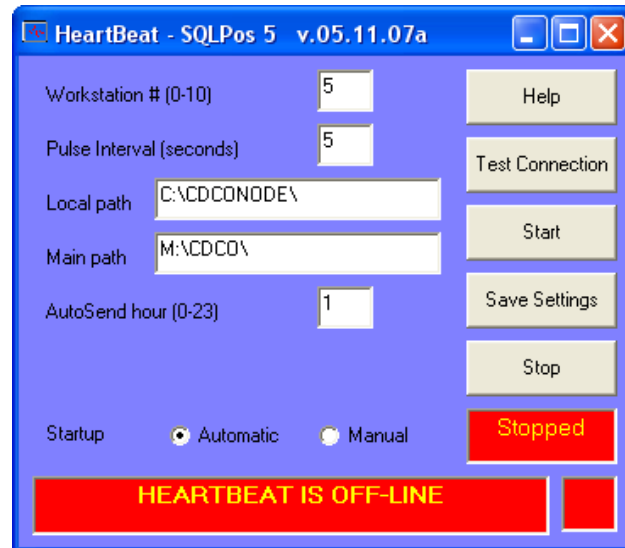 HeartBeat - SQLPos 5 v.05.11.07a
Workstation # (0-10) 5
Help
Pulse Interval (seconds) 5
Test Connection
Local path C:\CDCONODE\
Start
Main path M:\CDCO\
AutoSend hour (0-23) 1
Save Settings
Stop
Startup Automatic Manual
Stopped
HEARTBEAT IS OFF-LINE